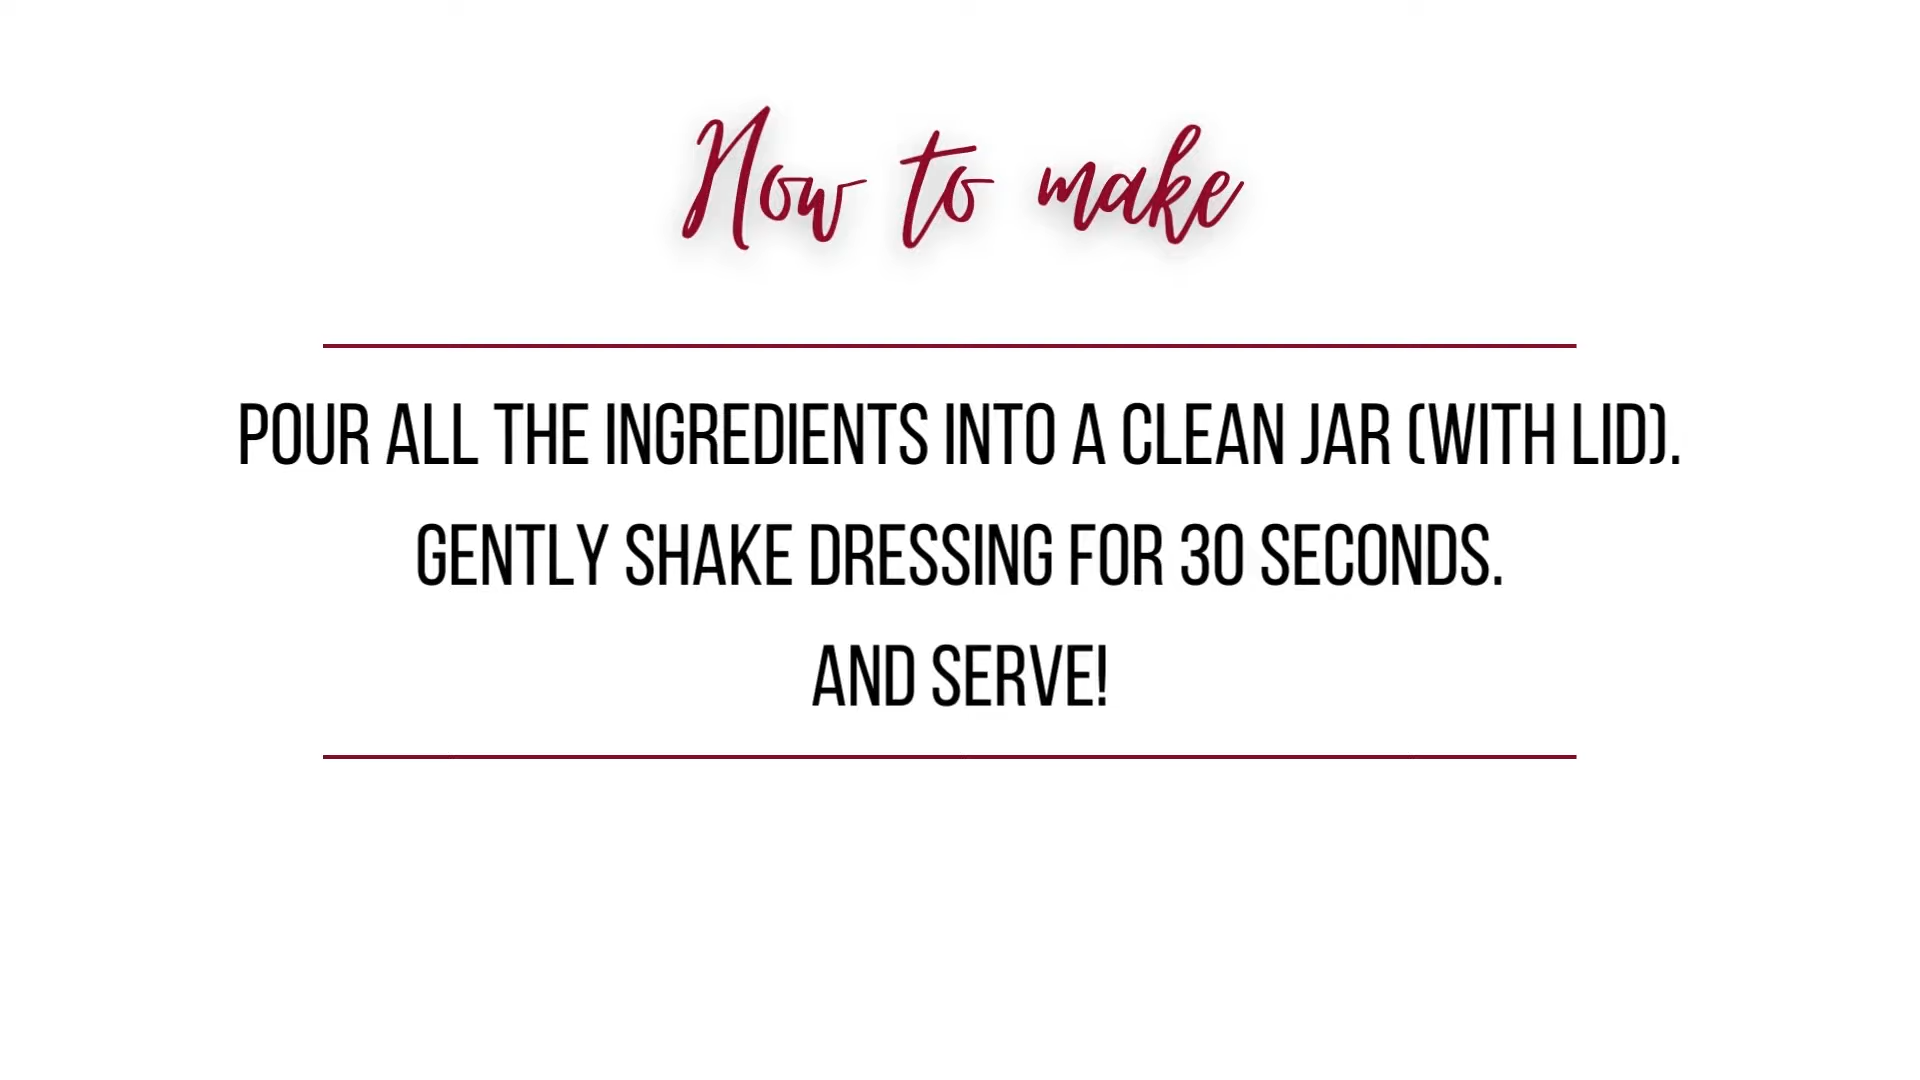 How to make
POUR ALL THE INGREDIENTS INTO A CLEAN JAR (WITH LID).
GENTLY SHAKE DRESSING FOR 30 SECONDS.
AND SERVE!